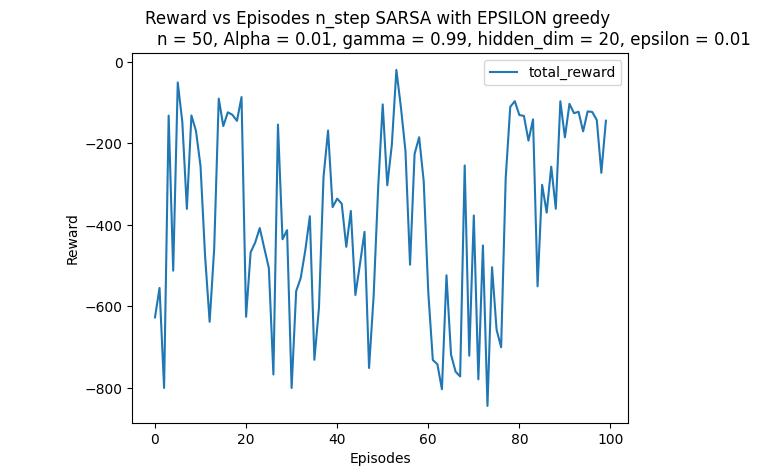 Reward vs Episodes n_step SARSA with EPSILON greedy
n = 50, Alpha = 0.01, gamma = 0.99, hidden_dim = 20, epsilon = 0.01
total_reward
0
−200
−400
−600
−800
Reward
0 20 40 60 80 100
Episodes